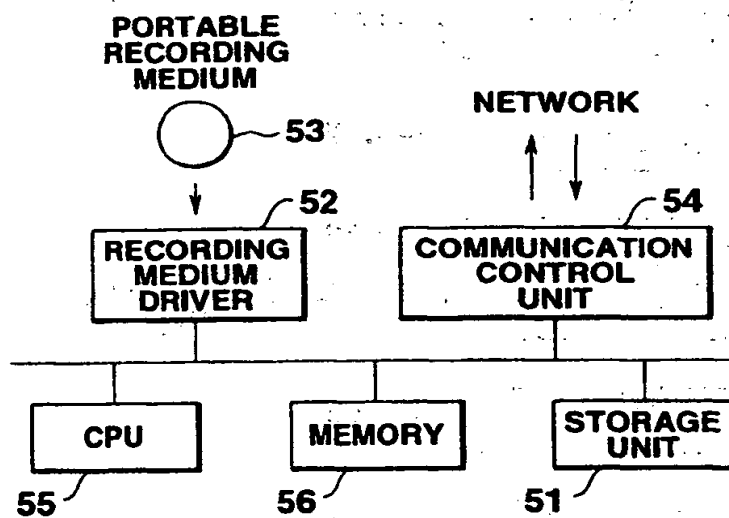 PORTABLE
RECORDING
MEDIUM
53
NETWORK
52
RECORDING
MEDIUM
DRIVER
54
COMMUNICATION
CONTROL
UNIT
CPU
55
MEMORY
56
STORAGE
UNIT
51